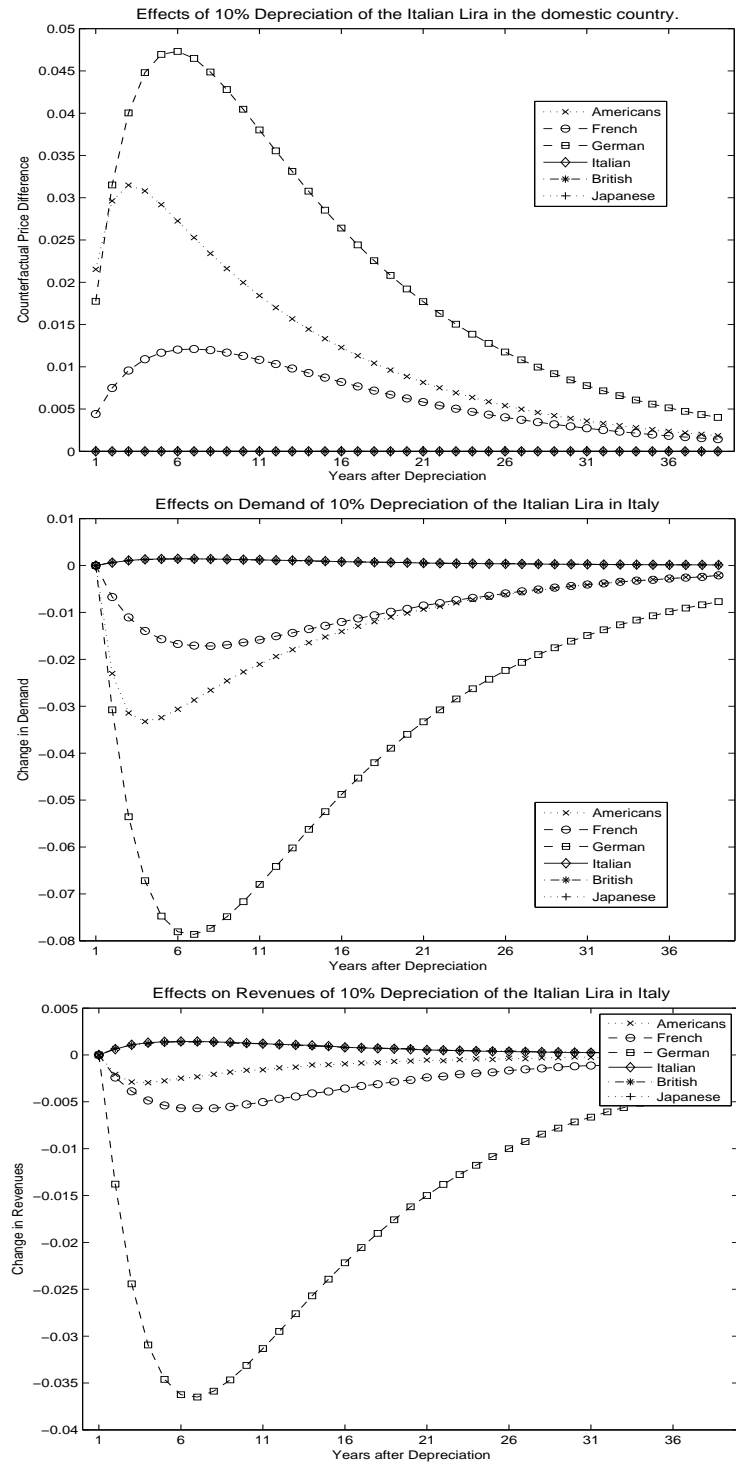 Effects of 10% Depreciation of the Italian Lira in the domestic country.
0.05
0.045
0.04
0.035
0.03
0.025
0.02
0.015
0.01
0.005
0
Counterfactual Price Difference
Americans
French
German
Italian
British
Japanese
1 6 11 16 21 26 31 36
Years after Depreciation
Effects on Demand of 10% Depreciation of the Italian Lira in Italy
0.01
0
−0.01
−0.02
−0.03
−0.04
−0.05
−0.06
−0.07
−0.08
Change in Demand
Americans
French
German
Italian
British
Japanese
1 6 11 16 21 26 31 36
Years after Depreciation
Effects on Revenues of 10% Depreciation of the Italian Lira in Italy
0.005
0
−0.005
−0.01
−0.015
−0.02
−0.025
−0.03
−0.035
−0.04
Change in Revenues
Americans
French
German
Italian
British
Japanese
1 6 11 16 21 26 31 36
Years after Depreciation